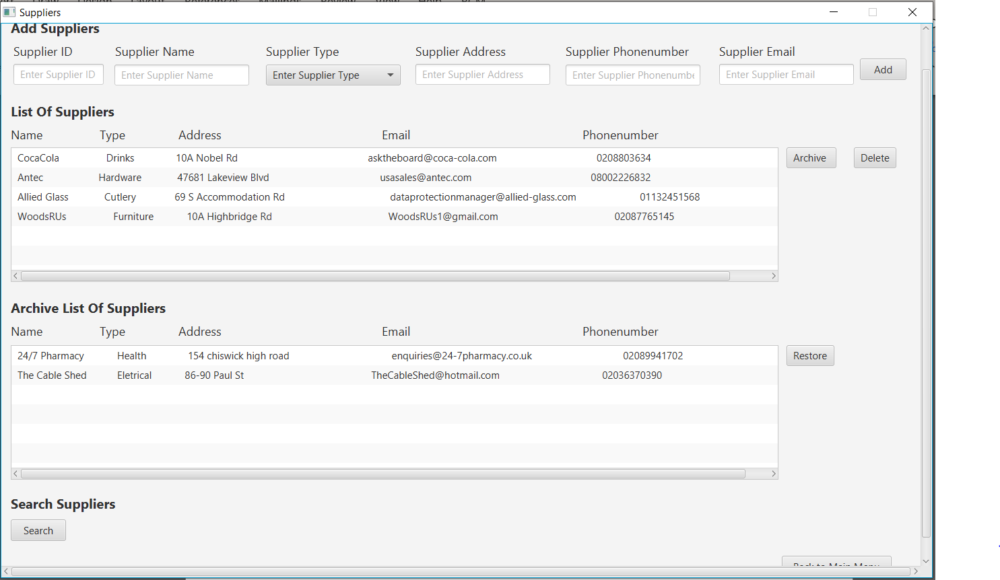 Suppliers
Add Suppliers
Supplier ID Supplier Name Supplier Type Supplier Address Supplier Phonenumber Supplier Email
Enter Supplier ID Enter Supplier Name Enter Supplier Type Enter Supplier Address Enter Supplier Phonenumbe Enter Supplier Email Add
List Of Suppliers
Name Type Address Email Phonenumber
CocaCola Drinks 10A Nobel Rd asktheboard@coca-cola.com 0208803634 Archive Delete
Antec Hardware 47681 Lakeview Blvd usasales@antec.com 08002226832
Allied Glass Cutlery 69 S Accommodation Rd dataprotectionmanager@allied-glass.com 01132451568
WoodsRUs Furniture 10A Highbridge Rd WoodsRUs1@gmail.com 02087765145
Archive List Of Suppliers
Name Type Address Email Phonenumber
24/7 Pharmacy Health 154 chiswick high road enquiries@24-7pharmacy.co.uk 02089941702 Restore
The Cable Shed Eletrical 86-90 Paul St TheCableShed@hotmail.com 02036370390
Search Suppliers
Search
Back to Main Menu